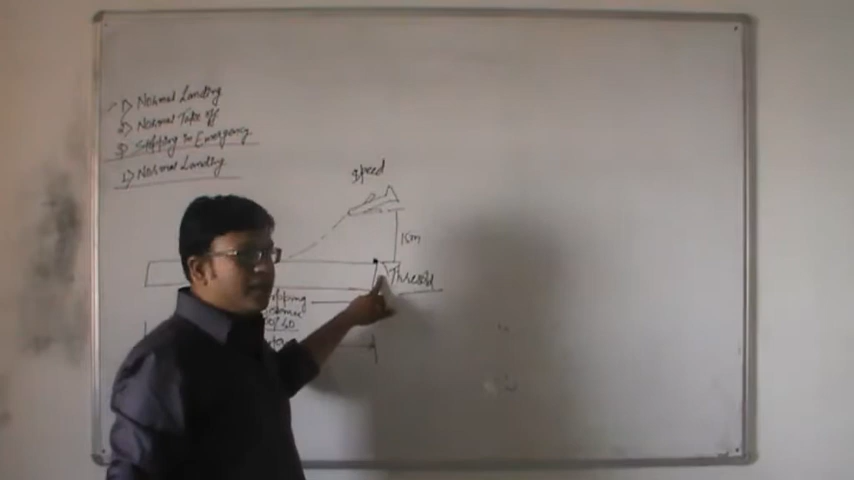 1) Normal Landing
2) Normal Take off
3) Stopping in Emergency
1) Normal Landing
Speed
15m
Thresold